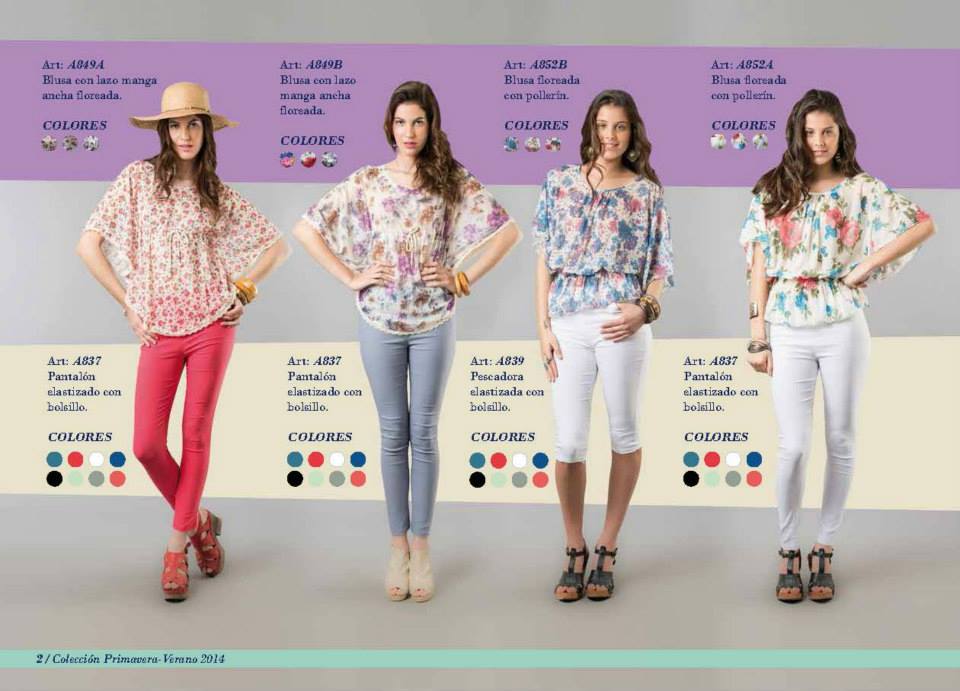 Art: A849A
Blusa con lazo manga
ancha floreada.
COLORES
Art: A849B
Blusa con lazo
manga ancha
floreada.
COLORES
Art: A852B
Blusa floreada
con pollerín.
COLORES
Art: A852A
Blusa floreada
con pollerín.
COLORES
Art: A837
Pantalón
elastizado con
bolsillo.
COLORES
Art: A837
Pantalón
elastizado con
bolsillo.
COLORES
Art: A839
Pescadora
elastizada con
bolsillo.
COLORES
Art: A837
Pantalón
elastizado con
bolsillo.
COLORES
2 / Colección Primavera-Verano 2014